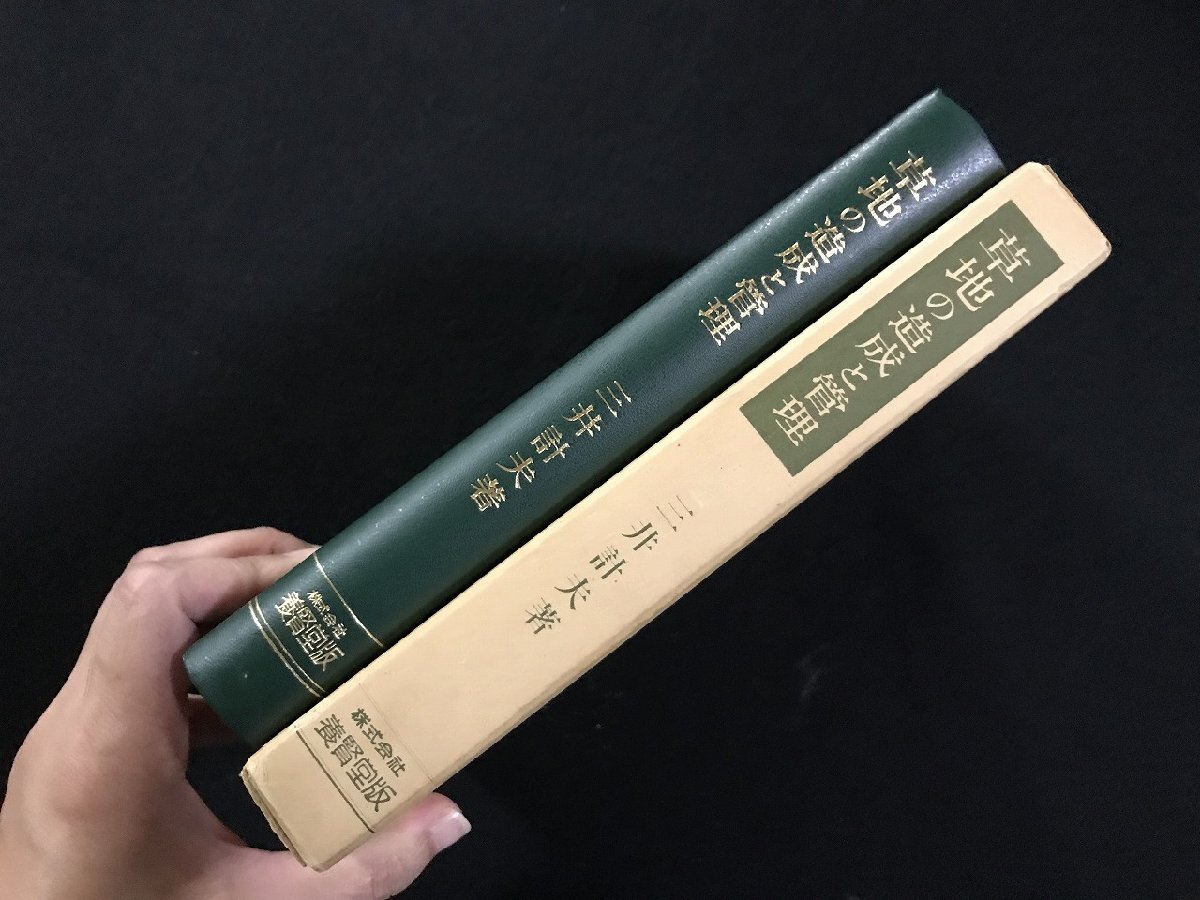 草地の造成と管理
三井計夫著
株式会社
養賢堂版
草地の造成と管理
三井計夫著
株式会社
養賢堂版